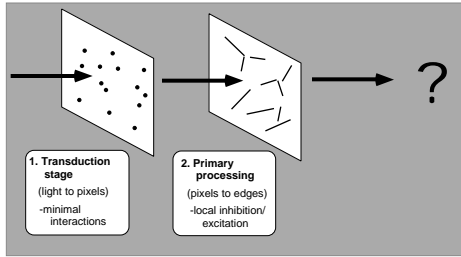 ?
1. Transduction
stage
(light to pixels)
-minimal
interactions
2. Primary
processing
(pixels to edges)
-local inhibition/
excitation